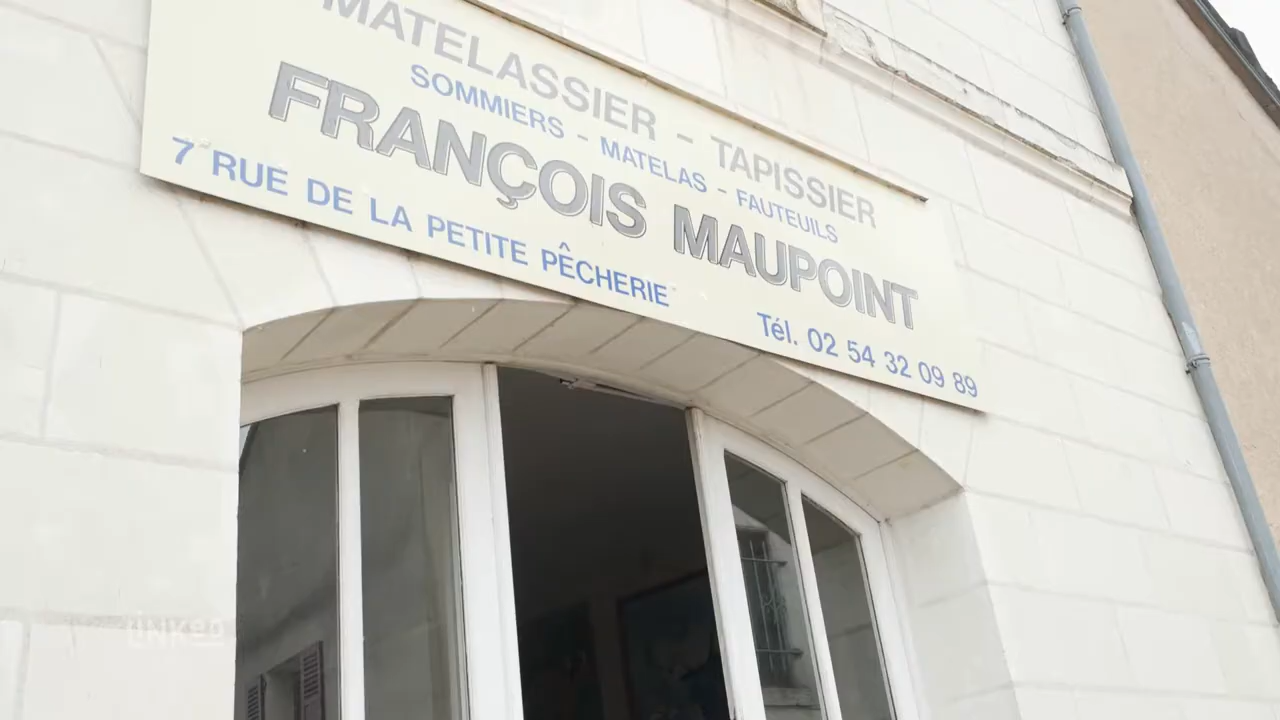 MATELASSIER - TAPISSIER
SOMMIERS - MATELAS - FAUTEUILS
FRANÇOIS MAUPOINT
7 RUE DE LA PETITE PÊCHERIE
Tél. 02 54 32 09 89